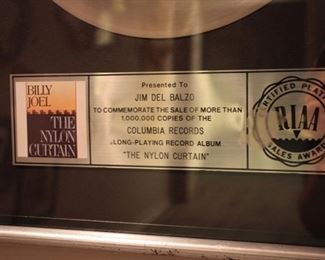 BILLY
JOEL
THE
NYLON
CURTAIN
Presented To
JIM DEL BALZO
TO COMMEMORATE THE SALE OF MORE THAN
1,000,000 COPIES OF THE
COLUMBIA RECORDS
LONG-PLAYING RECORD ALBUM
"THE NYLON CURTAIN"
CERTIFIED
RIAA
SALES AWARD